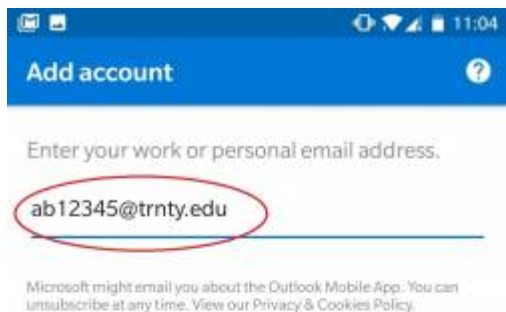 11:04
Add account
?
Enter your work or personal email address.
ab12345@trnty.edu
Microsoft might email you about the Outlook Mobile App. You can
unsubscribe at any time. View our Privacy & Cookies Policy.